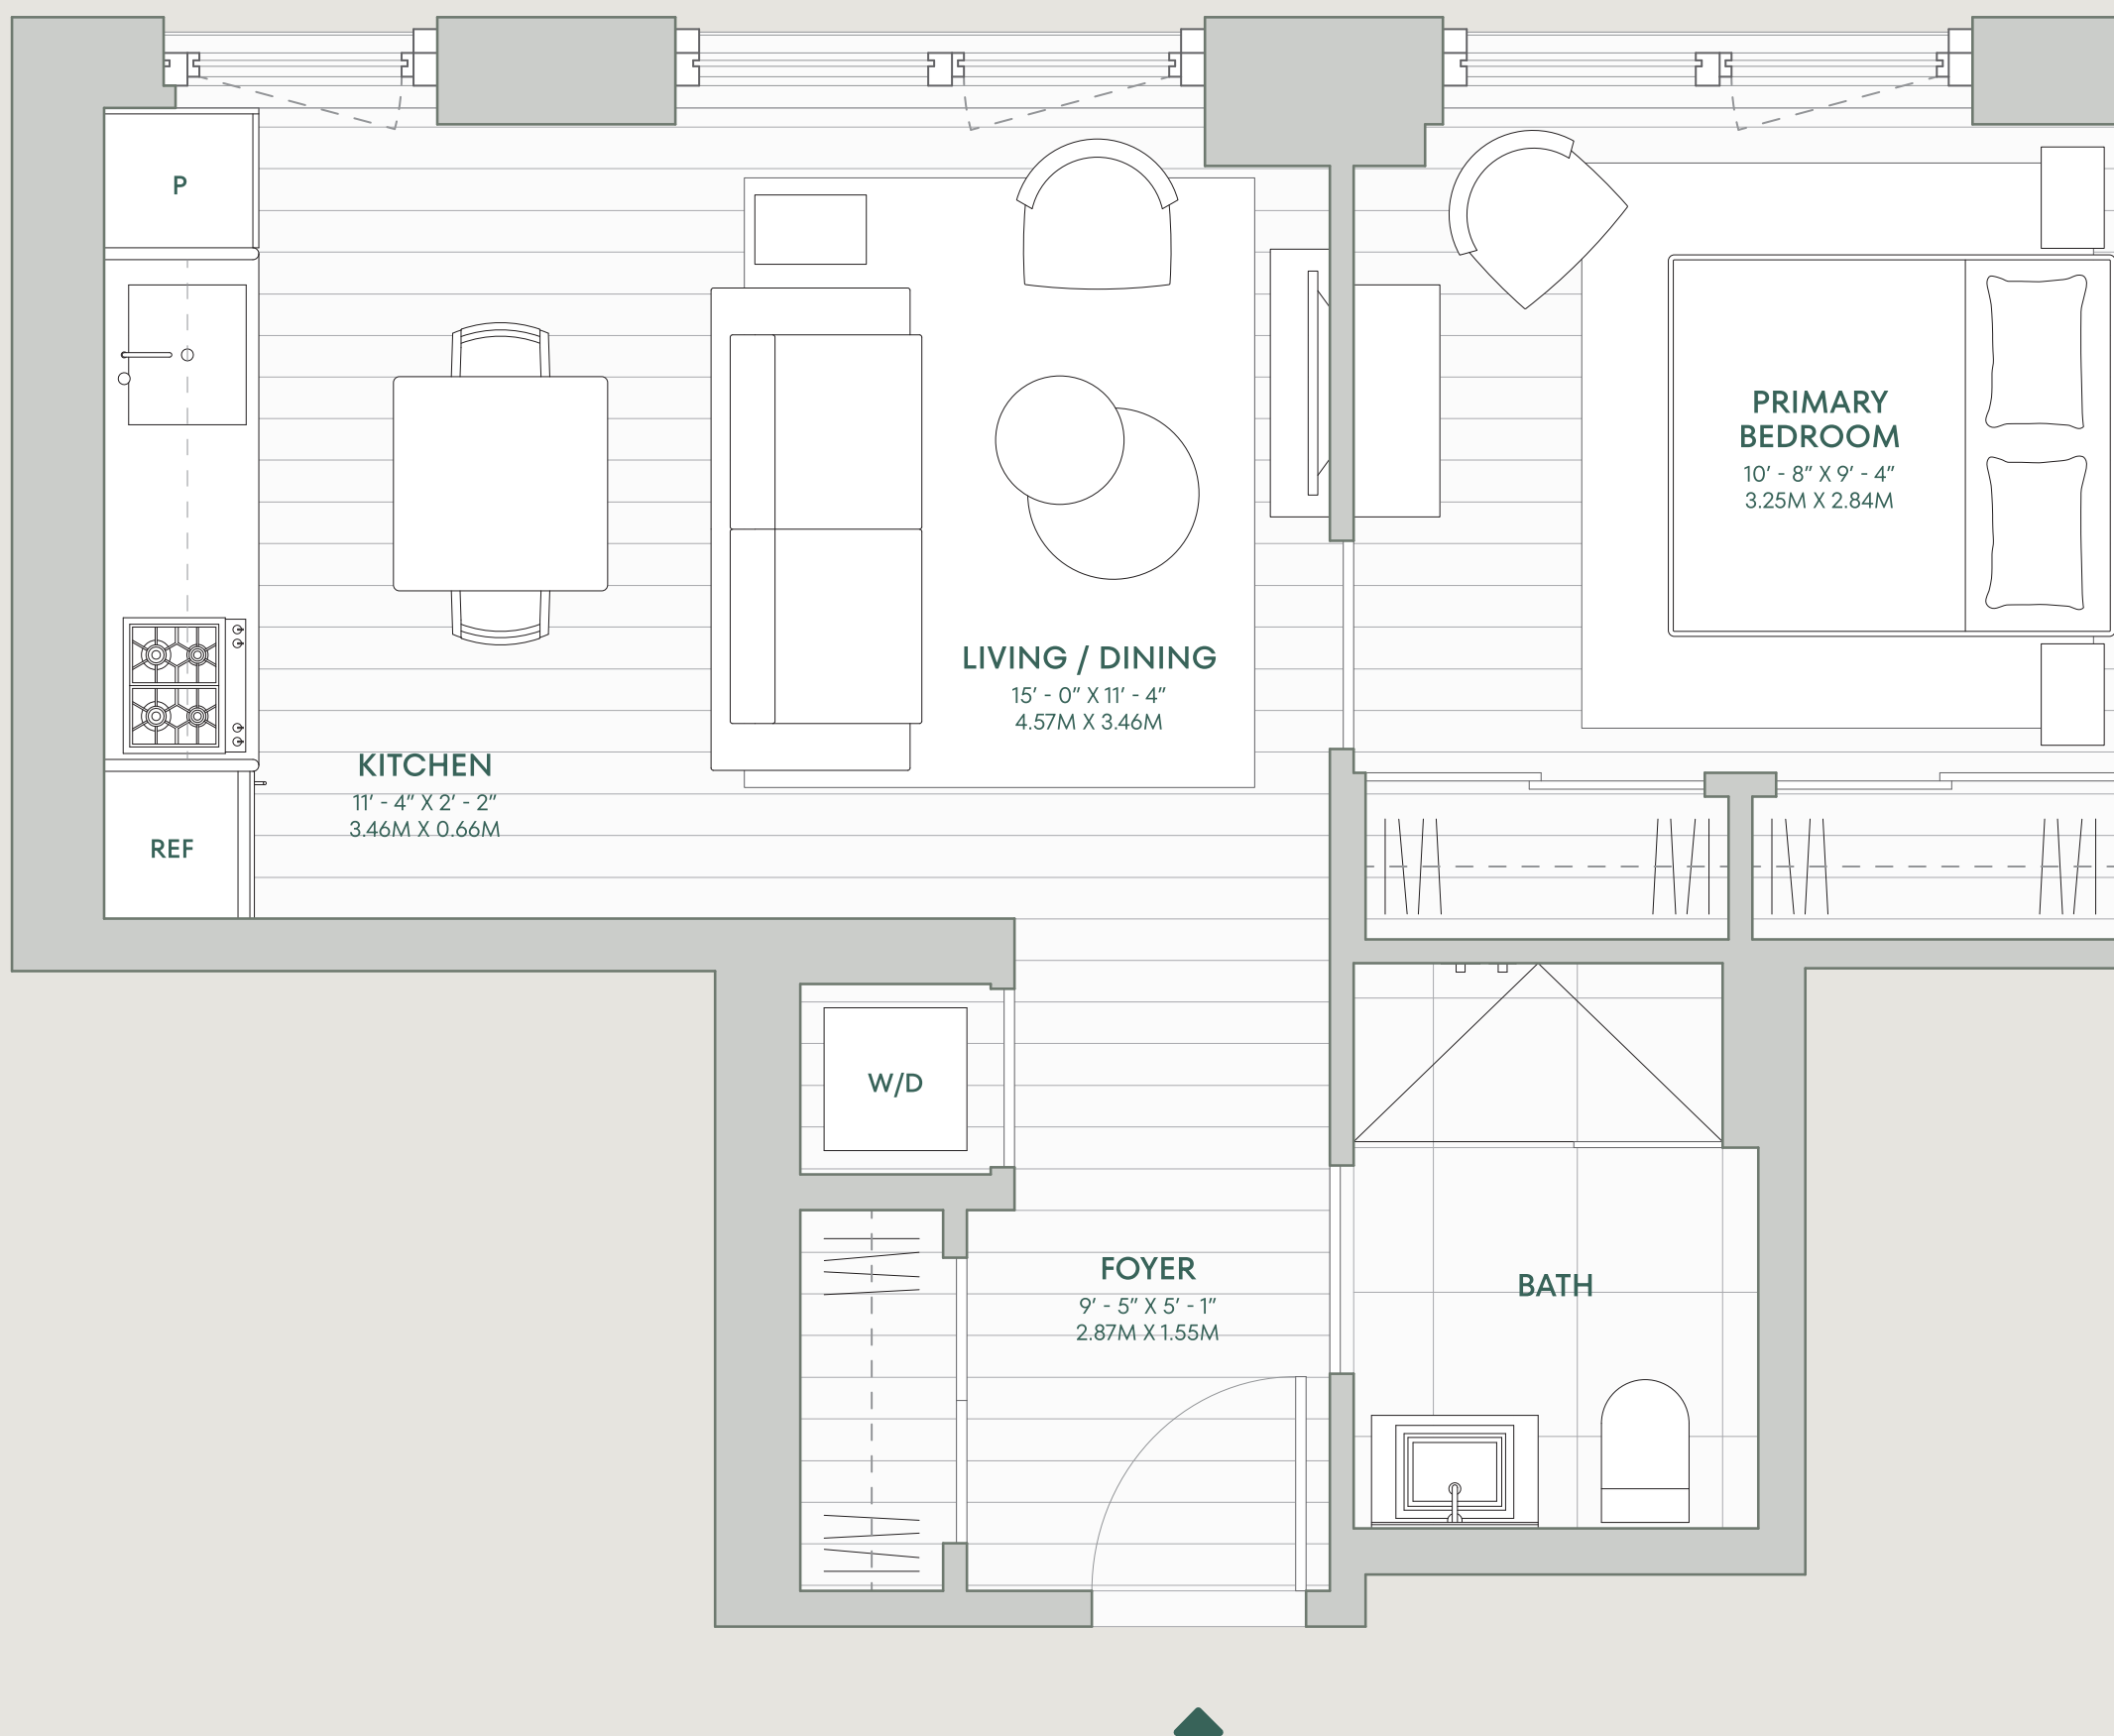 P
PRIMARY
BEDROOM
10’ - 8” X 9’ - 4”
3.25M X 2.84M
LIVING / DINING
15’ - 0” X 11’ - 4”
4.57M X 3.46M
KITCHEN
11’ - 4” X 2’ - 2”
3.46M X 0.66M
REF
W/D
FOYER
9’ - 5” X 5’ - 1”
2.87M X 1.55M
BATH